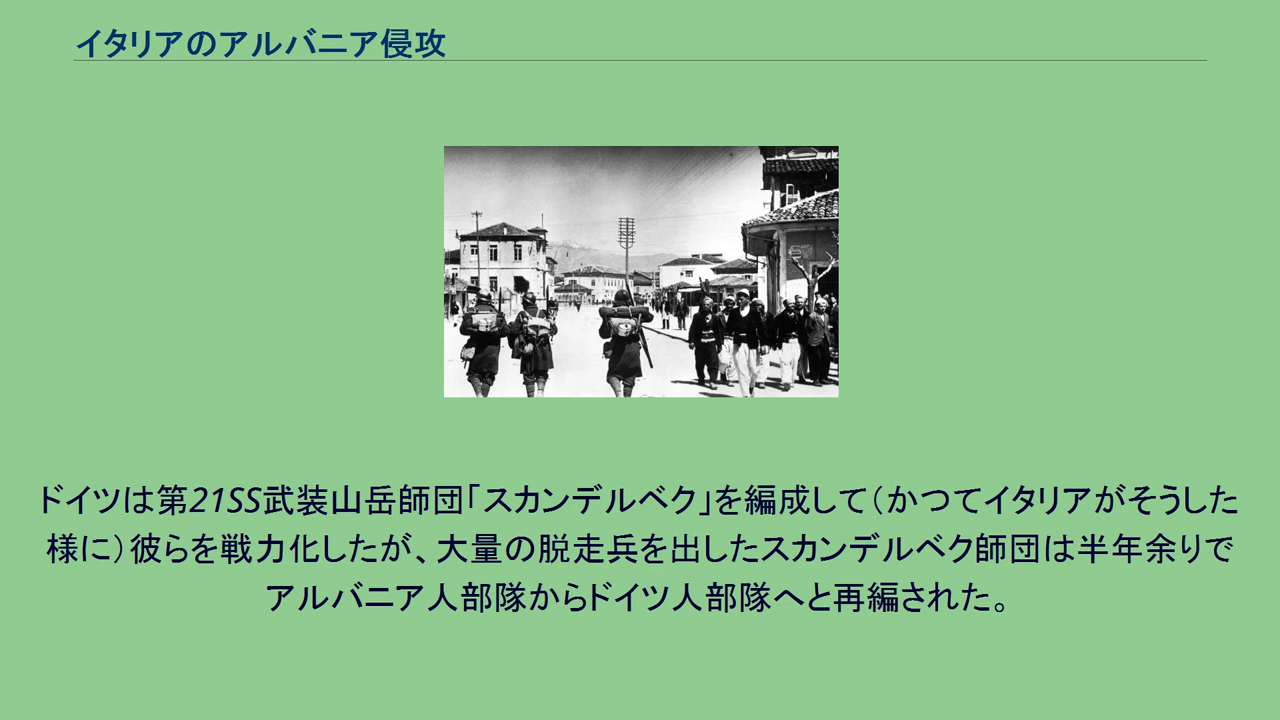 イタリアのアルバニア侵攻
ドイツは第21SS武装山岳師団「スカンデルベク」を編成して（かつてイタリアがそうした
様に）彼らを戦力化したが、大量の脱走兵を出したスカンデルベク師団は半年余りで
アルバニア人部隊からドイツ人部隊へと再編された。